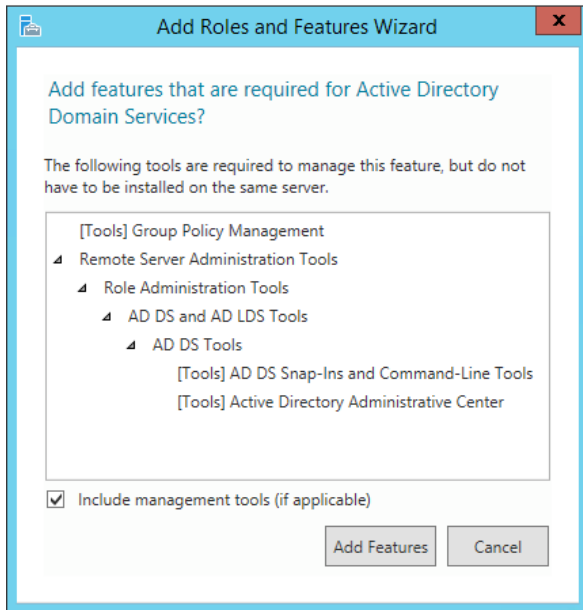 Add Roles and Features Wizard
x
Add features that are required for Active Directory
Domain Services?
The following tools are required to manage this feature, but do not
have to be installed on the same server.
[Tools] Group Policy Management
Remote Server Administration Tools
Role Administration Tools
AD DS and AD LDS Tools
AD DS Tools
[Tools] AD DS Snap-Ins and Command-Line Tools
[Tools] Active Directory Administrative Center
Include management tools (if applicable)
Add Features
Cancel